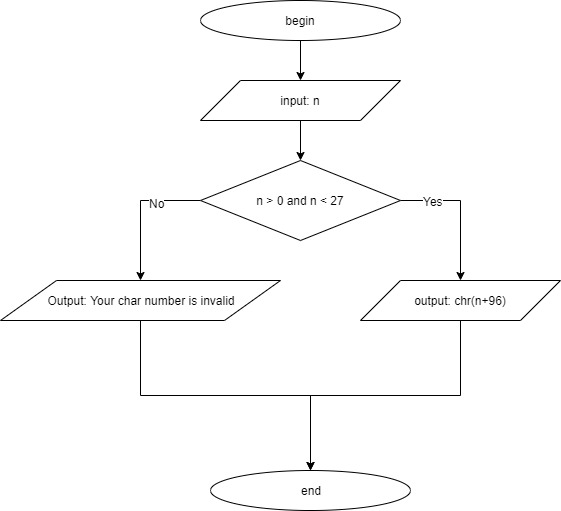 begin
input: n
n > 0 and n < 27
No
Yes
Output: Your char number is invalid
output: chr(n+96)
end